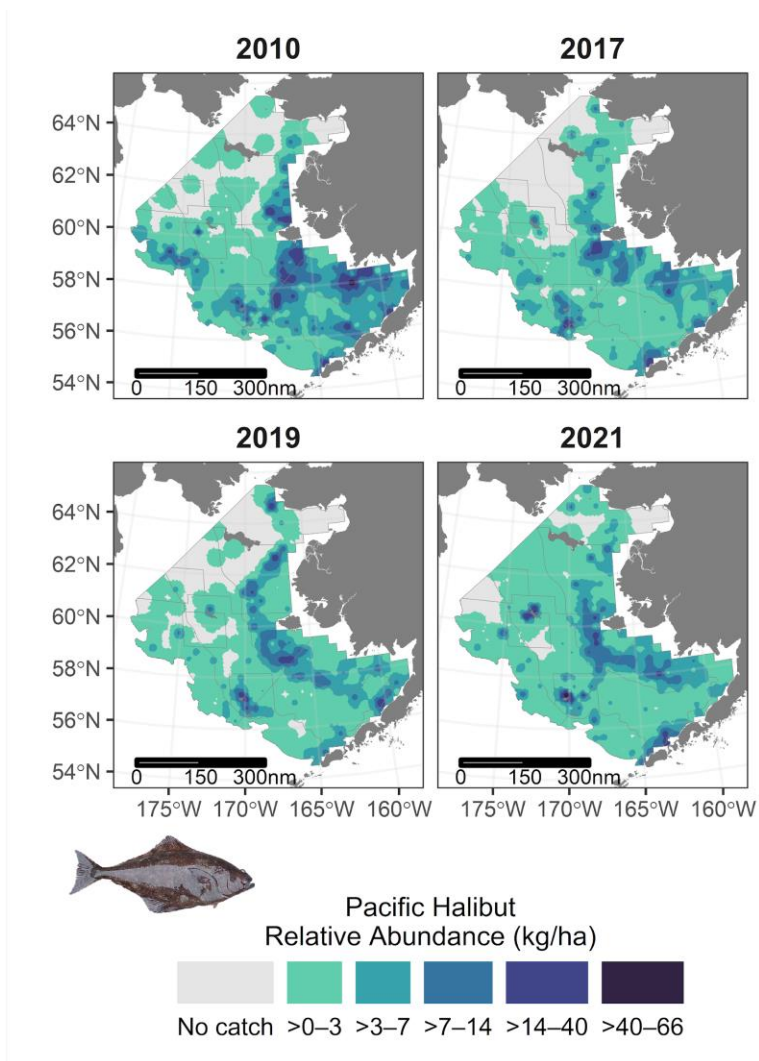 2010
2017
64°N
62°N
60°N
58°N
56°N
54°N
0 150 300nm
0 150 300nm
2019
2021
64°N
62°N
60°N
58°N
56°N
54°N
0 150 300nm
0 150 300nm
175°W 170°W 165°W 160°W
175°W 170°W 165°W 160°W
Pacific Halibut
Relative Abundance (kg/ha)
No catch >0–3 >3–7 >7–14 >14–40 >40–66